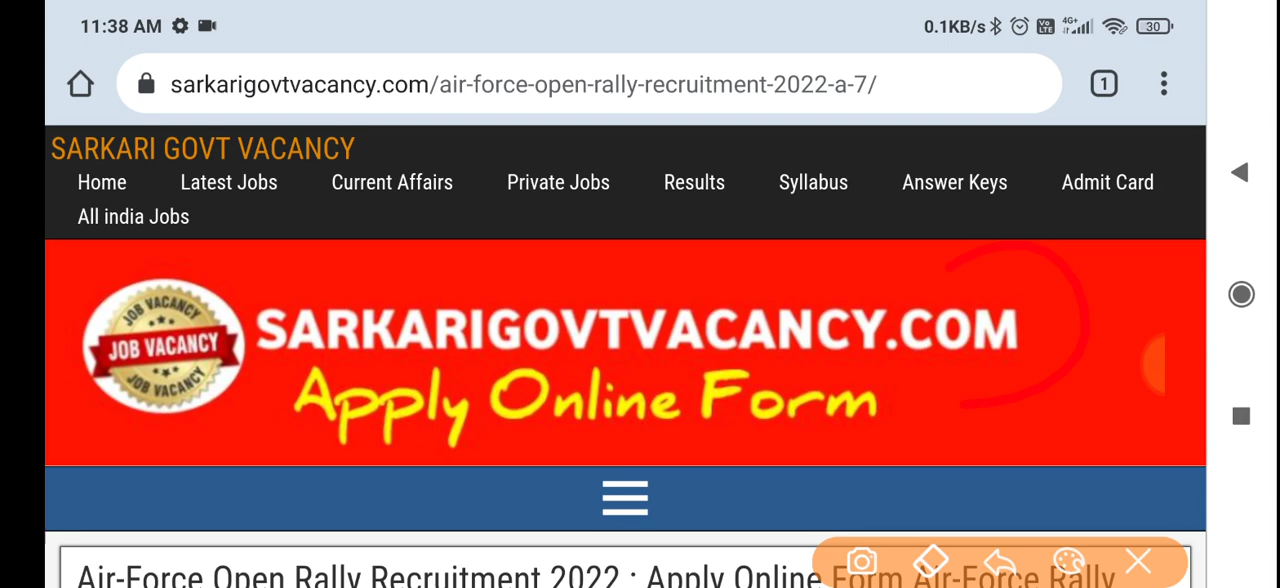 11:38 AM 0.1KB/s Vo LTE 4G+ 30
sarkarigovtvacancy.com/air-force-open-rally-recruitment-2022-a-7/ 1
SARKARI GOVT VACANCY
Home Latest Jobs Current Affairs Private Jobs Results Syllabus Answer Keys Admit Card
All india Jobs
JOB VACANCY
JOB VACANCY
JOB VACANCY
SARKARIGOVTVACANCY.COM
Apply Online Form
Air-Force Open Rally Recruitment 2022 : Apply Online Form Air-Force Rally